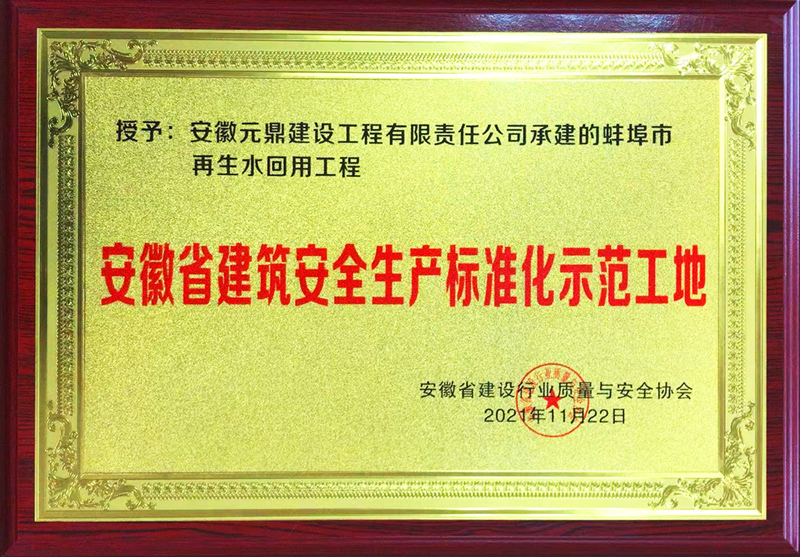 授予：安徽元鼎建设工程有限责任公司承建的蚌埠市
再生水回用工程
安徽省建筑安全生产标准化示范工地
安徽省建设行业质量与安全协会
2021年11月22日